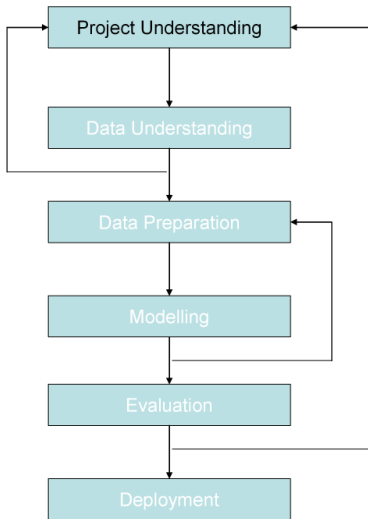 Project Understanding
Data Understanding
Data Preparation
Modelling
Evaluation
Deployment